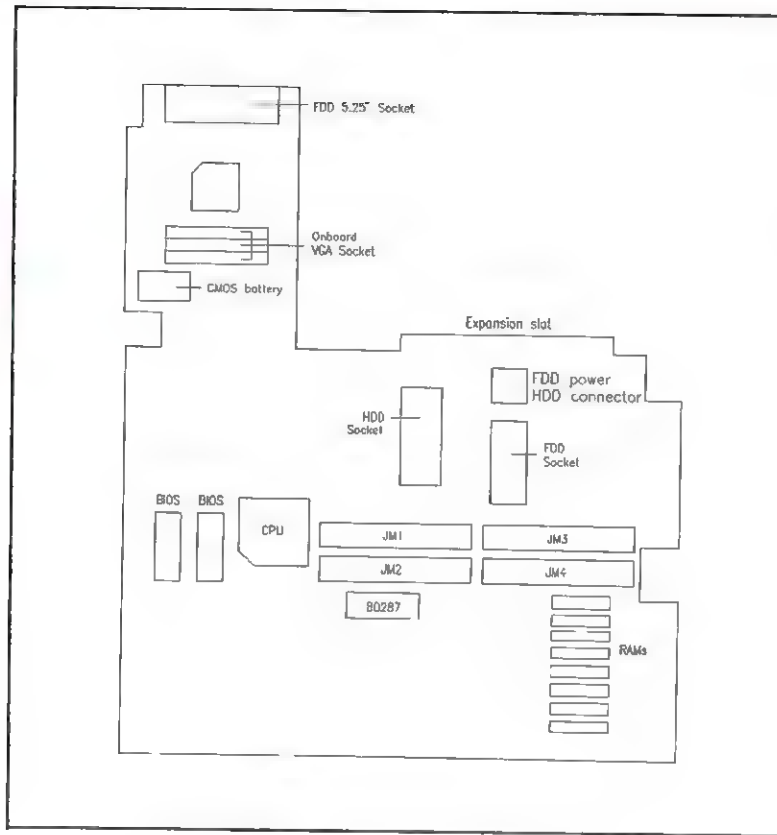 FDD 5.25" Socket
Onboard
VGA Socket
CMOS battery
Expansion slot
FDD power
HDD connector
HDD
Socket
FDD
Socket
BIOS BIOS
CPU
JM1
JM3
JM2
JM4
80287
RAMs